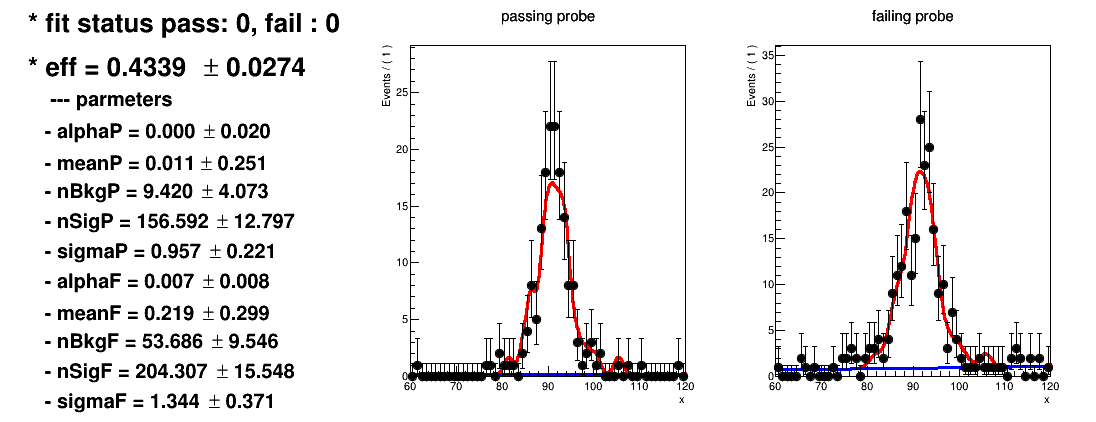 * fit status pass: 0, fail : 0
* eff = 0.4339 ± 0.0274
--- parmeters
- alphaP = 0.000 ± 0.020
- meanP = 0.011 ± 0.251
- nBkgP = 9.420 ± 4.073
- nSigP = 156.592 ± 12.797
- sigmaP = 0.957 ± 0.221
- alphaF = 0.007 ± 0.008
- meanF = 0.219 ± 0.299
- nBkgF = 53.686 ± 9.546
- nSigF = 204.307 ± 15.548
- sigmaF = 1.344 ± 0.371
passing probe
Events / ( 1 )
25
20
15
10
5
0
60 70 80 90 100 110 120
x
failing probe
Events / ( 1 )
35
30
25
20
15
10
5
0
60 70 80 90 100 110 120
x